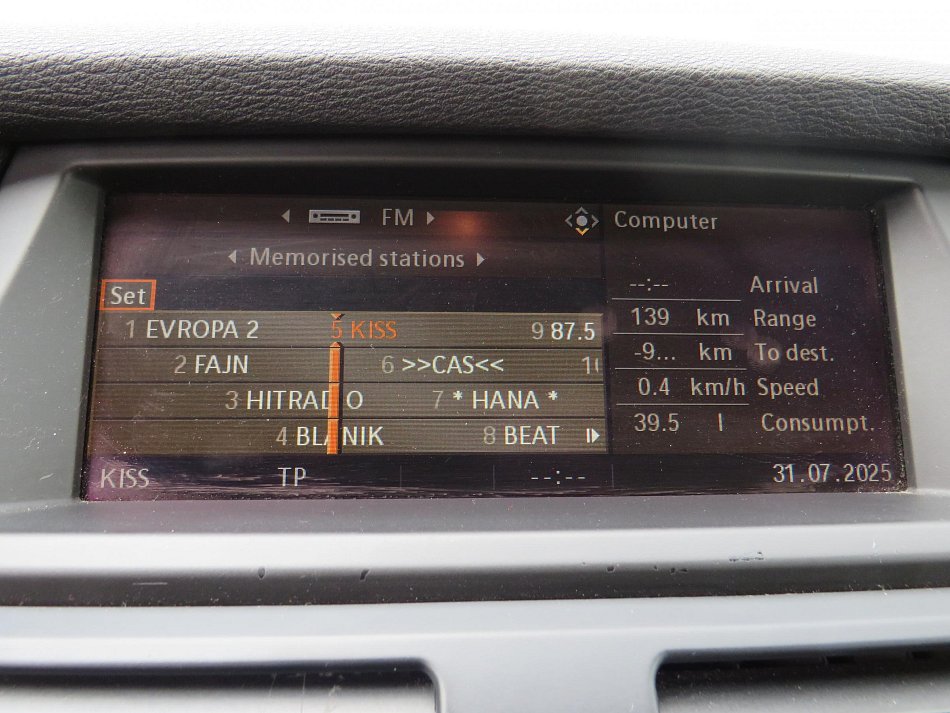 FM
Memorised stations
Set
1 EVROPA 2 5 KISS 9 87.5
2 FAJN 6 >>CAS<<
3 HITRADIO 7 * HANA *
4 BLANIK 8 BEAT
KISS TP --:--
Computer
--:-- Arrival
139 km Range
-9... km To dest.
0.4 km/h Speed
39.5 l Consumpt.
31.07.2025